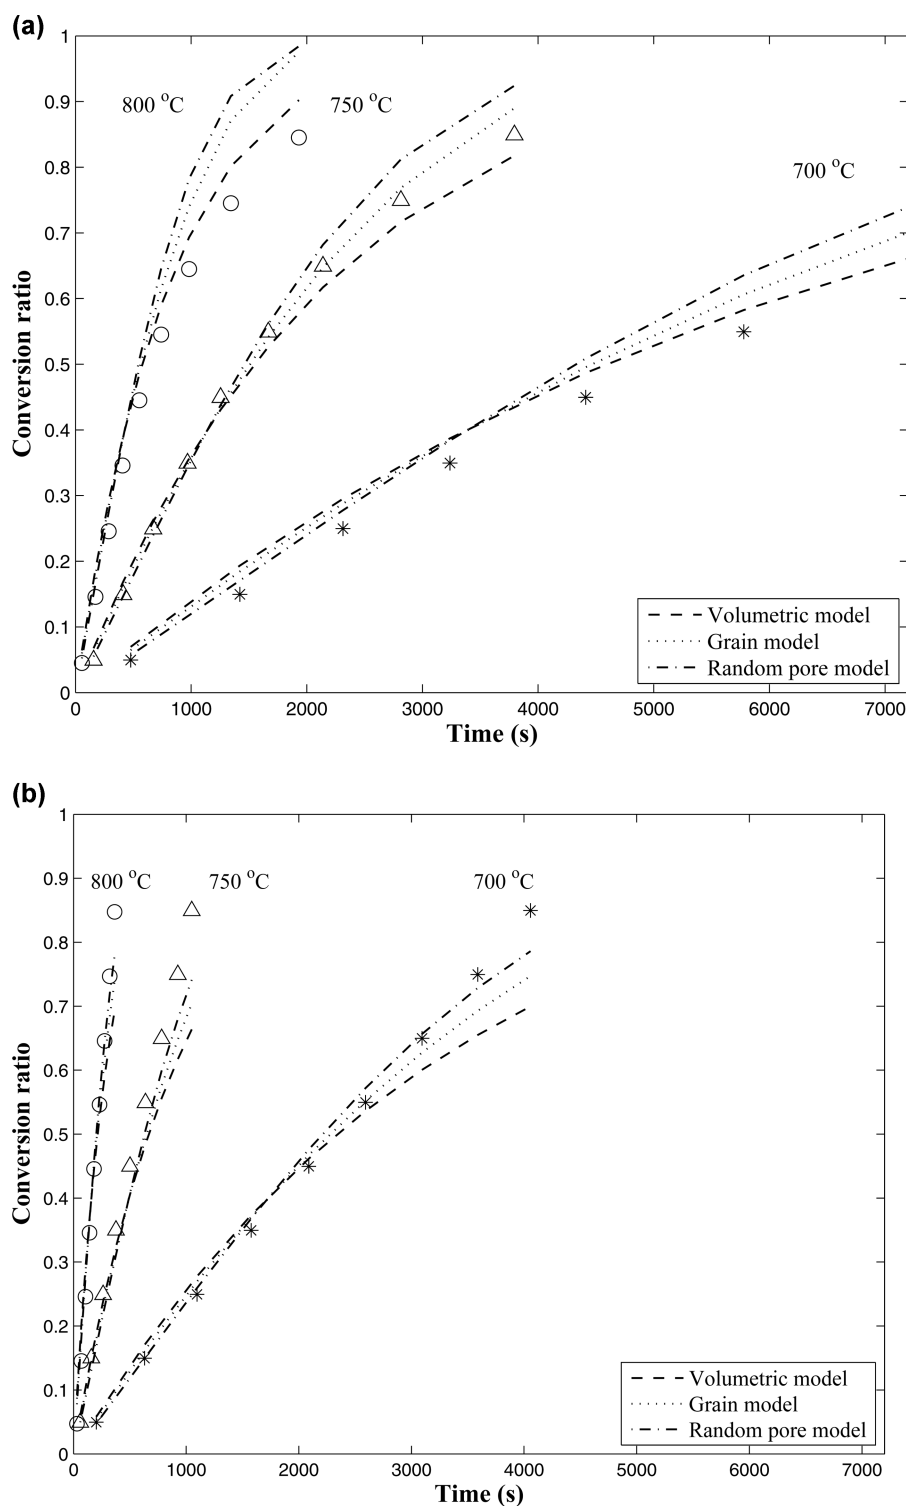 (a)
1
0.9
0.8
0.7
0.6
0.5
0.4
0.3
0.2
0.1
0
800 °C
750 °C
700 °C
Conversion ratio
Volumetric model
Grain model
Random pore model
0 1000 2000 3000 4000 5000 6000 7000
Time (s)
(b)
1
0.9
0.8
0.7
0.6
0.5
0.4
0.3
0.2
0.1
0
800 °C
750 °C
700 °C
Conversion ratio
Volumetric model
Grain model
Random pore model
0 1000 2000 3000 4000 5000 6000 7000
Time (s)